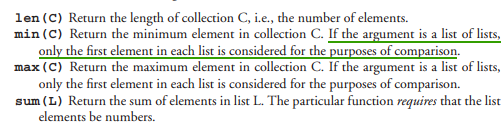 len(C) Return the length of collection C, i.e., the number of elements.
min(C) Return the minimum element in collection C. If the argument is a list of lists,
only the first element in each list is considered for the purposes of comparison.
max(C) Return the maximum element in collection C. If the argument is a list of lists,
only the first element in each list is considered for the purposes of comparison.
sum(L) Return the sum of elements in list L. The particular function requires that the list
elements be numbers.